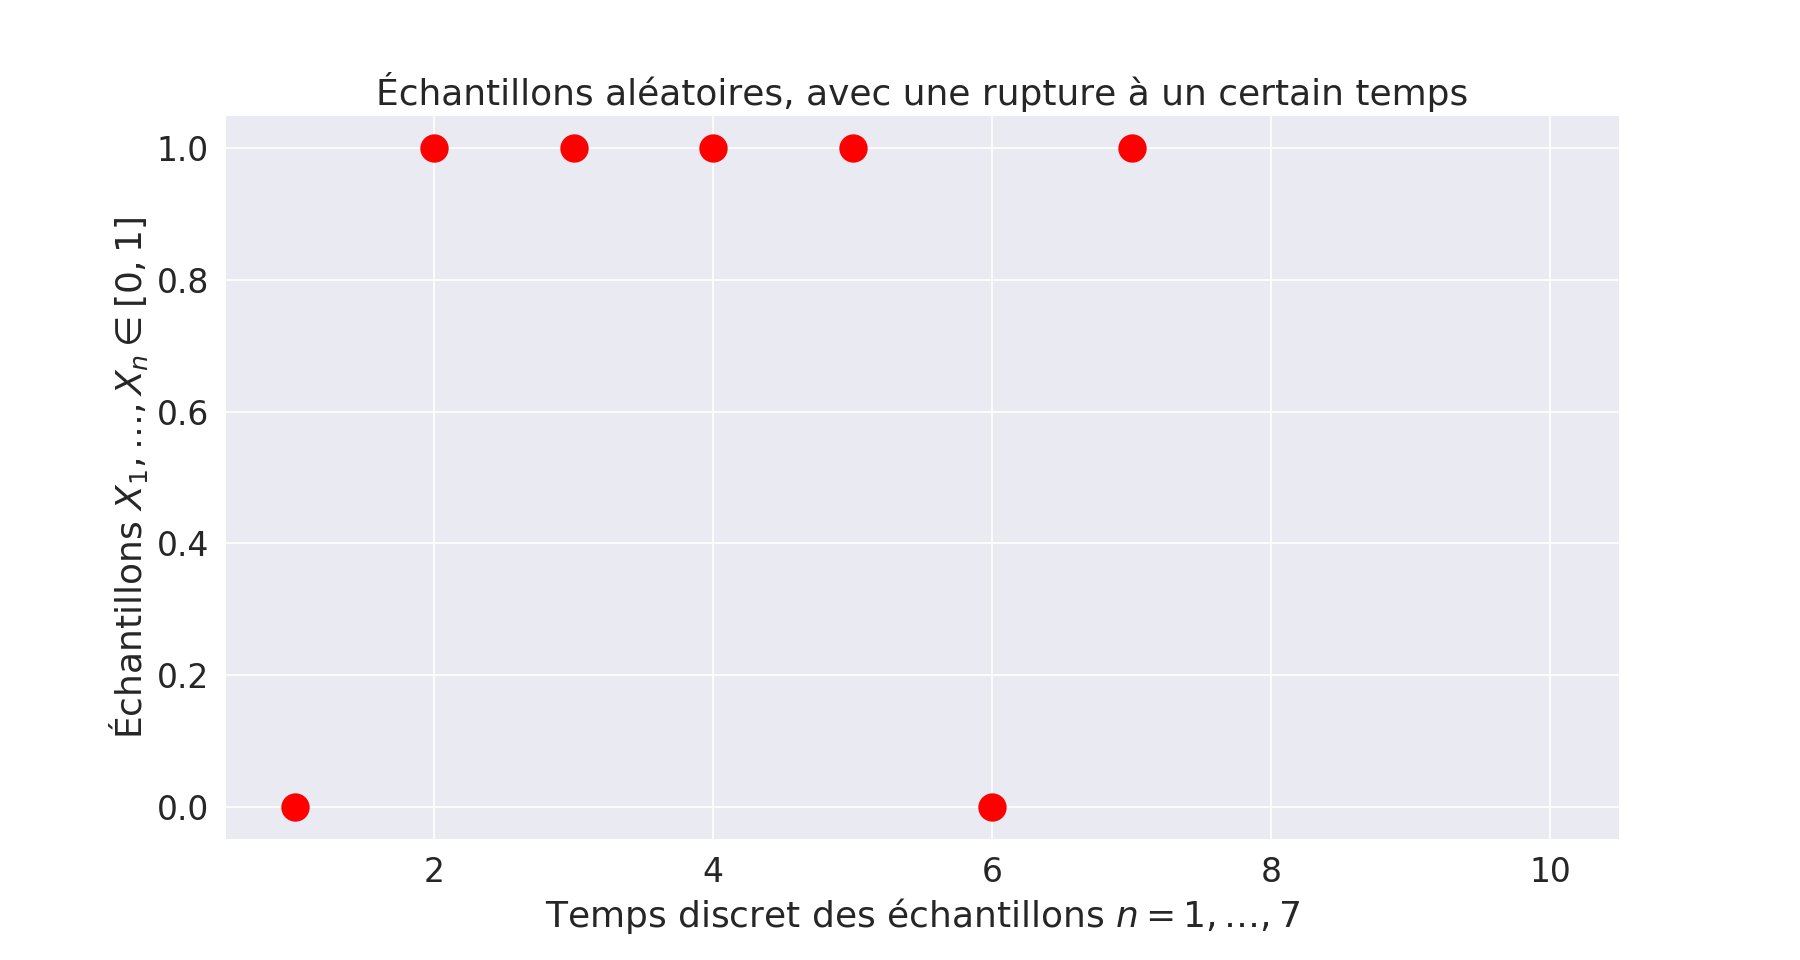 Échantillons aléatoires, avec une rupture à un certain temps
Échantillons X₁, …, Xₙ ∈ [0, 1]
1.0
0.8
0.6
0.4
0.2
0.0
2 4 6 8 10
Temps discret des échantillons n = 1, …, 7